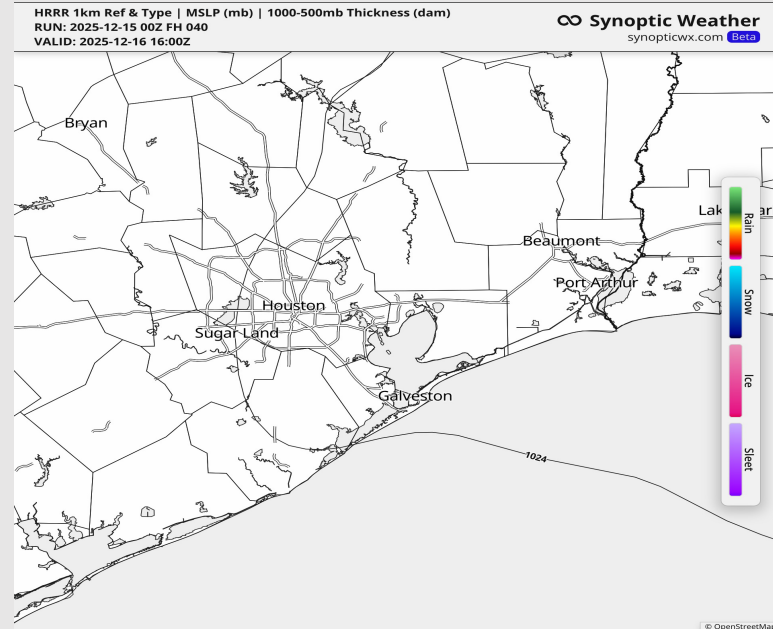 HRRR 1km Ref & Type | MSLP (mb) | 1000-500mb Thickness (dam)
RUN: 2025-12-15 00Z FH 040
VALID: 2025-12-16 16:00Z
Synoptic Weather
synopticwx.com Beta
Bryan
Rain
Beaumont
Port Arthur
Snow
Houston
Sugar Land
Ice
Galveston
1024
Sleet